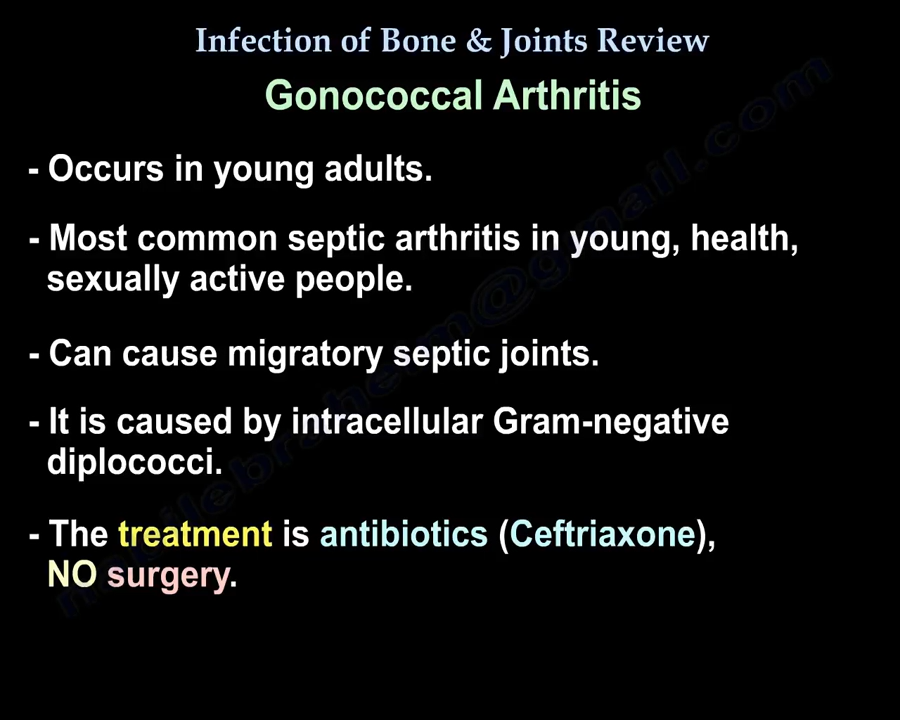 Infection of Bone & Joints Review
Gonococcal Arthritis
- Occurs in young adults.
- Most common septic arthritis in young, health,
sexually active people.
- Can cause migratory septic joints.
- It is caused by intracellular Gram-negative
diplococci.
- The treatment is antibiotics (Ceftriaxone),
NO surgery.